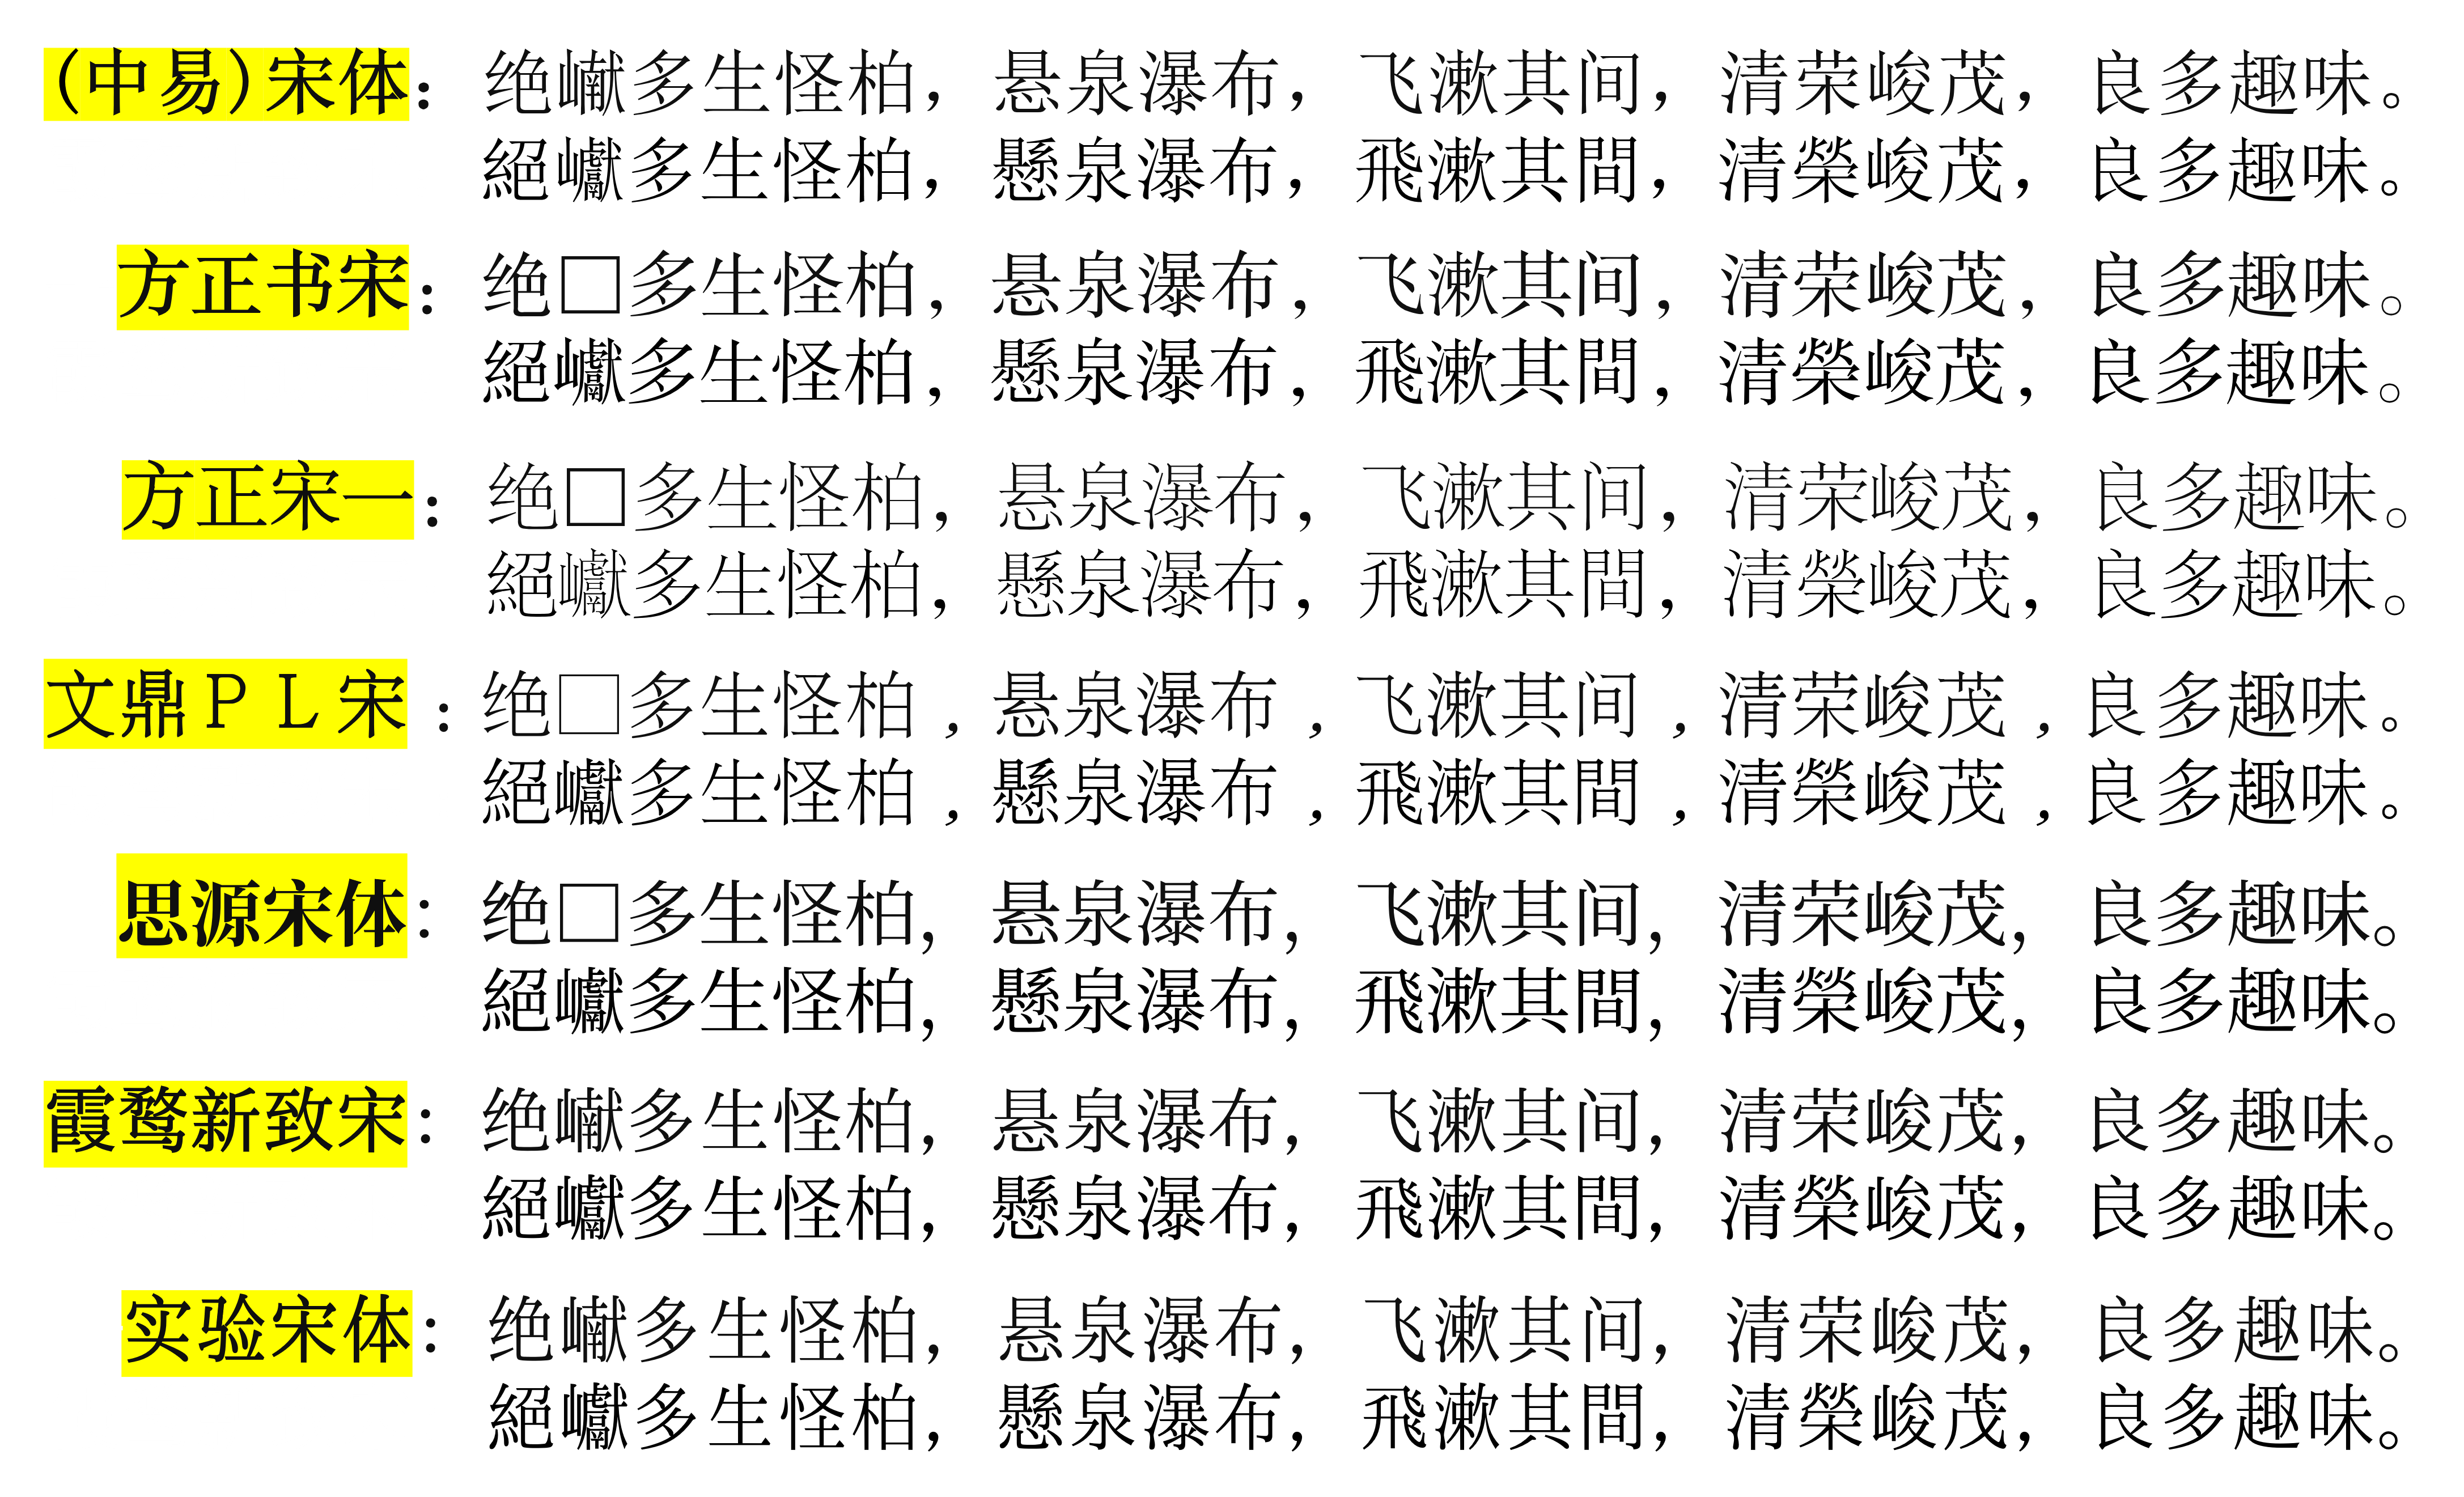 （中易）宋体：绝𪩘多生怪柏，悬泉瀑布，飞漱其间，清荣峻茂，良多趣味。
絕巘多生怪柏，懸泉瀑布，飛漱其間，清榮峻茂，良多趣味。
方正书宋：绝□多生怪柏，悬泉瀑布，飞漱其间，清荣峻茂，良多趣味。
絕巘多生怪柏，懸泉瀑布，飛漱其間，清榮峻茂，良多趣味。
方正宋一：绝□多生怪柏，悬泉瀑布，飞漱其间，清荣峻茂，良多趣味。
絕巘多生怪柏，懸泉瀑布，飛漱其間，清榮峻茂，良多趣味。
文鼎ＰＬ宋：绝□多生怪柏，悬泉瀑布，飞漱其间，清荣峻茂，良多趣味。
絕巘多生怪柏，懸泉瀑布，飛漱其間，清榮峻茂，良多趣味。
思源宋体：绝□多生怪柏，悬泉瀑布，飞漱其间，清荣峻茂，良多趣味。
絕巘多生怪柏，懸泉瀑布，飛漱其間，清榮峻茂，良多趣味。
霞鹜新致宋：绝𪩘多生怪柏，悬泉瀑布，飞漱其间，清荣峻茂，良多趣味。
絕巘多生怪柏，懸泉瀑布，飛漱其間，清榮峻茂，良多趣味。
实验宋体：绝𪩘多生怪柏，悬泉瀑布，飞漱其间，清荣峻茂，良多趣味。
絕巘多生怪柏，懸泉瀑布，飛漱其間，清榮峻茂，良多趣味。